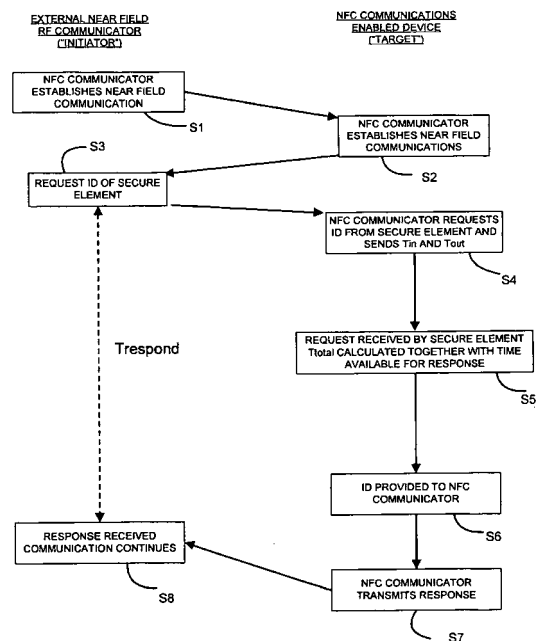 EXTERNAL NEAR FIELD
RF COMMUNICATOR
("INITIATOR")
NFC COMMUNICATIONS
ENABLED DEVICE
("TARGET")
NFC COMMUNICATOR
ESTABLISHES NEAR FIELD
COMMUNICATION
S1
NFC COMMUNICATOR
ESTABLISHES NEAR FIELD
COMMUNICATIONS
S2
S3
REQUEST ID OF SECURE
ELEMENT
NFC COMMUNICATOR REQUESTS
ID FROM SECURE ELEMENT AND
SENDS Tin AND Tout
S4
Trespond
REQUEST RECEIVED BY SECURE ELEMENT
Ttotal CALCULATED TOGETHER WITH TIME
AVAILABLE FOR RESPONSE
S5
ID PROVIDED TO NFC
COMMUNICATOR
S6
RESPONSE RECEIVED
COMMUNICATION CONTINUES
S8
NFC COMMUNICATOR
TRANSMITS RESPONSE
S7